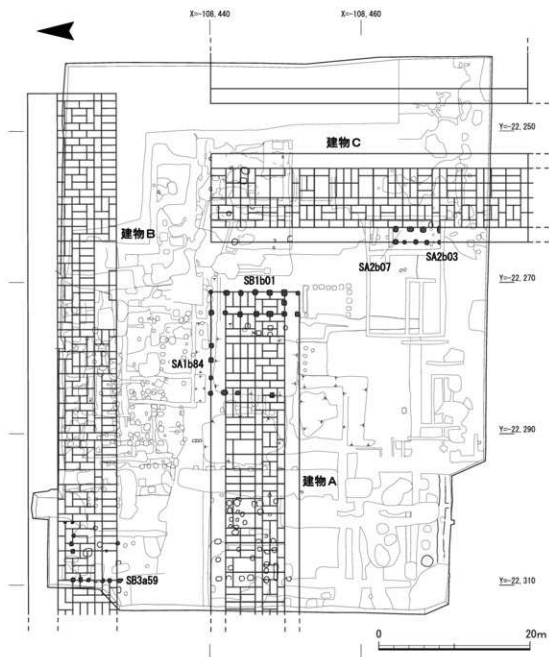 X=-108,440
X=-108,460
Y=-22,250
建物C
建物B
SA2b03
SA2b07
Y=-22,270
SB1b01
SA1b84
Y=-22,290
建物A
SB3a59
Y=-22,310
0
20m